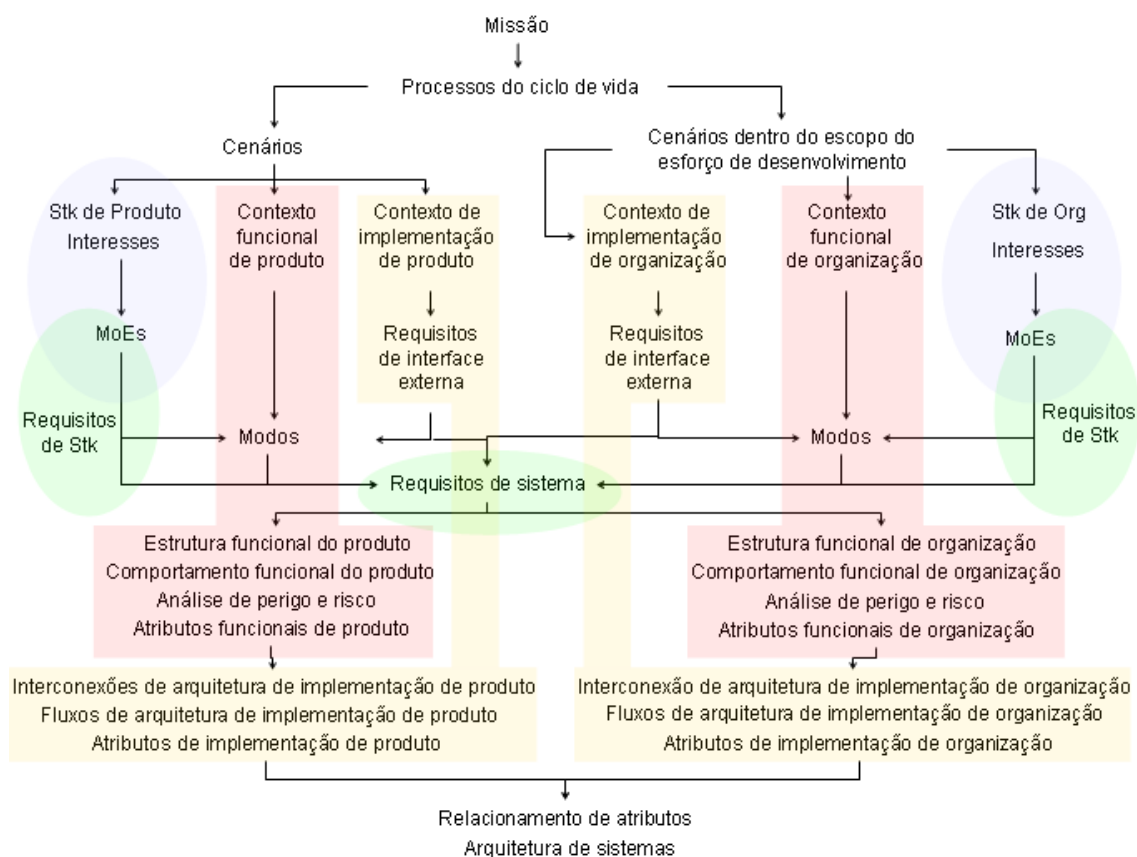 Missão
Processos do ciclo de vida
Cenários
Cenários dentro do escopo do
esforço de desenvolvimento
Stk de Produto
Interesses
Contexto
funcional
de produto
Contexto de
implementação
de produto
Contexto de
implementação
de organização
Contexto
funcional
de organização
Stk de Org
Interesses
MoEs
Requisitos
de interface
externa
Requisitos
de interface
externa
MoEs
Requisitos
de Stk
Modos
Modos
Requisitos
de Stk
Requisitos de sistema
Estrutura funcional do produto
Comportamento funcional do produto
Análise de perigo e risco
Atributos funcionais de produto
Estrutura funcional de organização
Comportamento funcional de organização
Análise de perigo e risco
Atributos funcionais de organização
Interconexões de arquitetura de implementação de produto
Fluxos de arquitetura de implementação de produto
Atributos de implementação de produto
Interconexão de arquitetura de implementação de organização
Fluxos de arquitetura de implementação de organização
Atributos de implementação de organização
Relacionamento de atributos
Arquitetura de sistemas